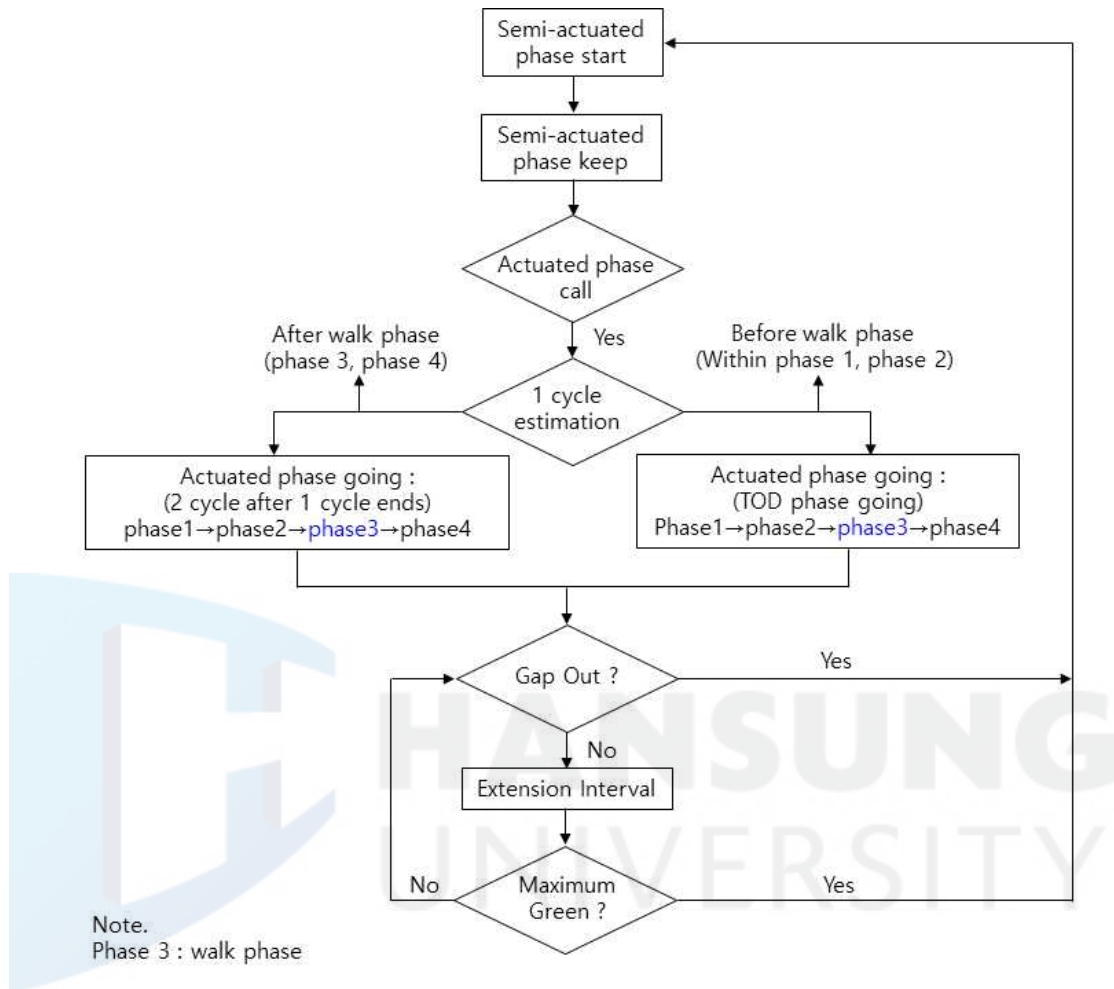 Semi-actuated
phase start
Semi-actuated
phase keep
Actuated phase
call
Yes
After walk phase
(phase 3, phase 4)
Before walk phase
(Within phase 1, phase 2)
1 cycle
estimation
Actuated phase going :
(2 cycle after 1 cycle ends)
phase1→phase2→phase3→phase4
Actuated phase going :
(TOD phase going)
Phase1→phase2→phase3→phase4
Gap Out ?
Yes
No
Extension Interval
Maximum
Green ?
No
Yes
Note.
Phase 3 : walk phase
HANSUNG
UNIVERSITY